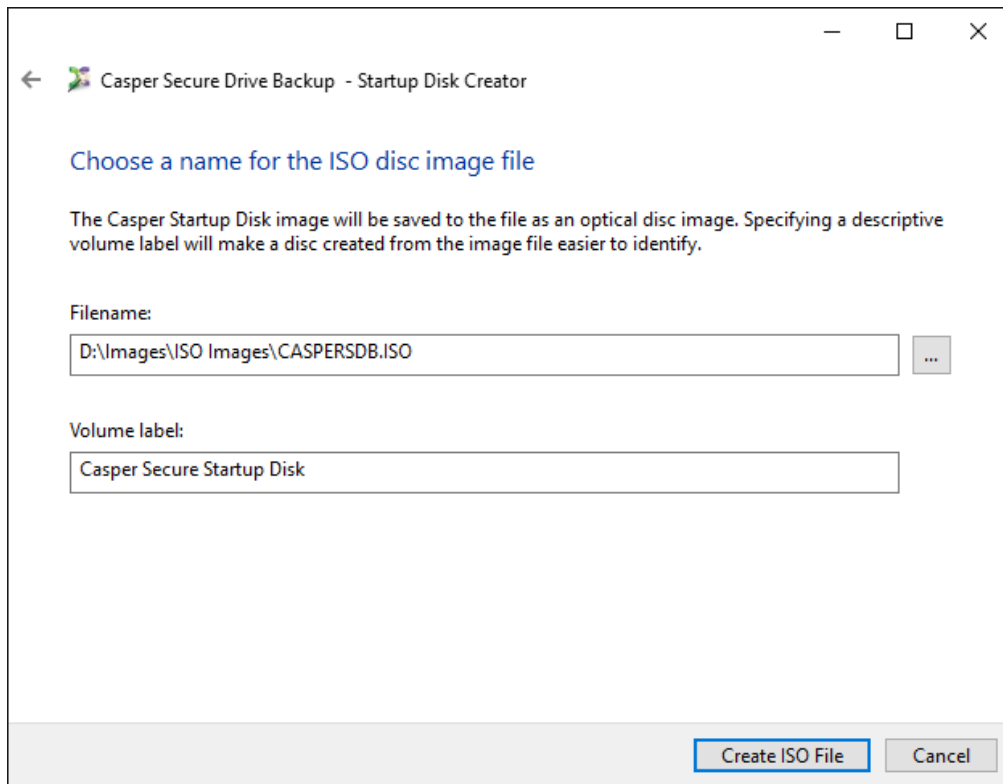 Casper Secure Drive Backup - Startup Disk Creator
Choose a name for the ISO disc image file
The Casper Startup Disk image will be saved to the file as an optical disc image. Specifying a descriptive
volume label will make a disc created from the image file easier to identify.
Filename:
D:\Images\ISO Images\CASPERSDB.ISO
...
Volume label:
Casper Secure Startup Disk
Create ISO File
Cancel